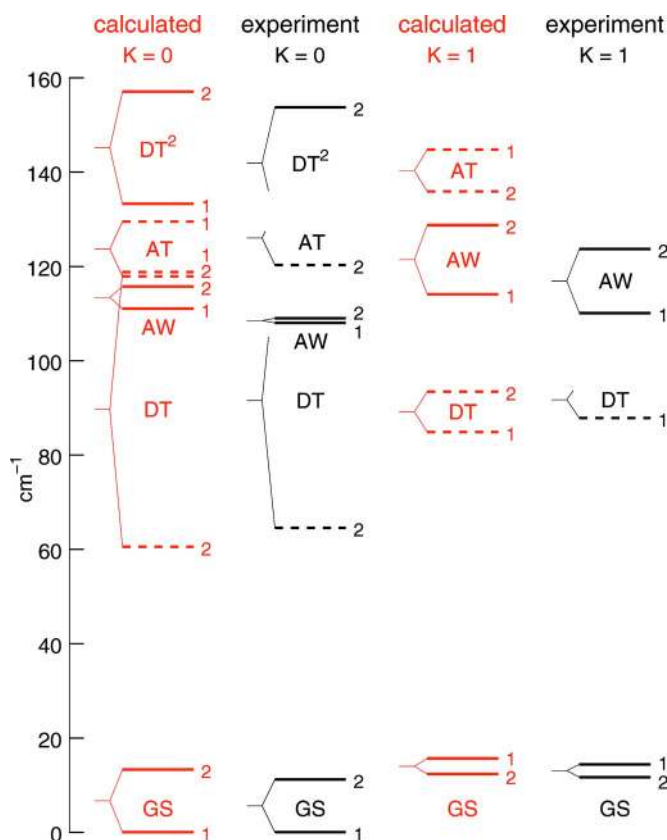 calculated experiment calculated experiment
K = 0 K = 0 K = 1 K = 1
160
2
2
DT² DT²
1
140
AT
2
1
1
AT 1
AT
2
AW
2
120
2
2
2
AW
1
1
2
1
AW
2
1
AW
100
DT DT
2
DT
1
DT
1
80
cm⁻¹
2
2
60
40
20
2
GS
1
2
GS
1
1
2
GS
1
2
GS
0